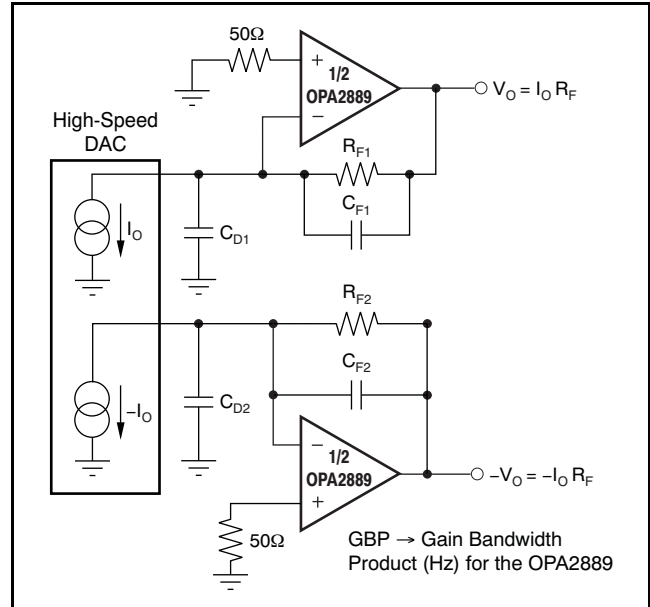 50Ω
+
1/2
OPA2889
−
V_O = I_O R_F
High-Speed
DAC
R_F1
C_F1
I_O
C_D1
R_F2
C_F2
−I_O
C_D2
−
1/2
OPA2889
+
−V_O = −I_O R_F
50Ω
GBP → Gain Bandwidth
Product (Hz) for the OPA2889